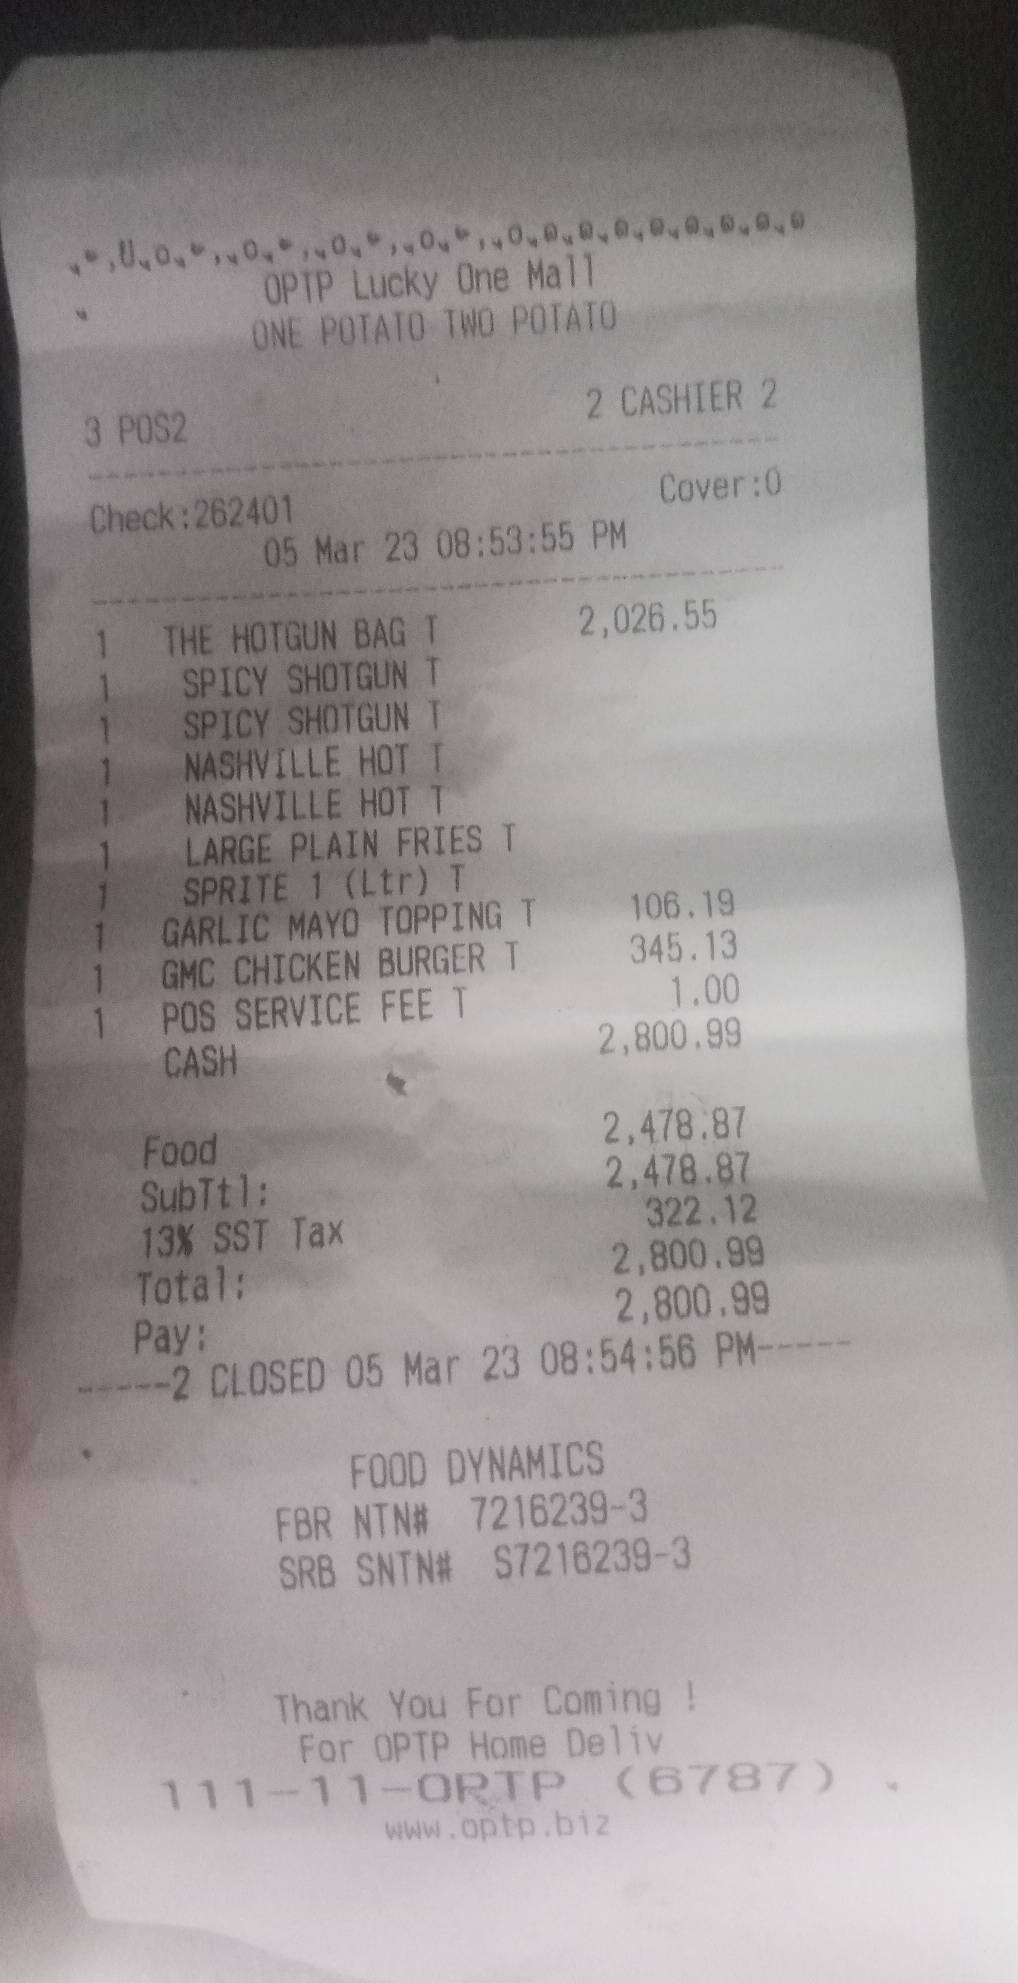 OPTP Lucky One Mall
ONE POTATO TWO POTATO
3 POS2 2 CASHIER 2
Check:262401 Cover:0
05 Mar 23 08:53:55 PM
1 THE HOTGUN BAG T 2,026.55
1 SPICY SHOTGUN T
1 SPICY SHOTGUN T
1 NASHVILLE HOT T
1 NASHVILLE HOT T
1 LARGE PLAIN FRIES T
1 SPRITE 1 (Ltr) T
1 GARLIC MAYO TOPPING T 106.19
1 GMC CHICKEN BURGER T 345.13
1 POS SERVICE FEE T 1.00
CASH 2,800.99
Food 2,478.87
SubTtl: 2,478.87
13% SST Tax 322.12
Total: 2,800.99
Pay: 2,800.99
-----2 CLOSED 05 Mar 23 08:54:56 PM-----
FOOD DYNAMICS
FBR NTN# 7216239-3
SRB SNTN# S7216239-3
Thank You For Coming !
For OPTP Home Deliv
111-11-OPTP (6787)
www.optp.biz